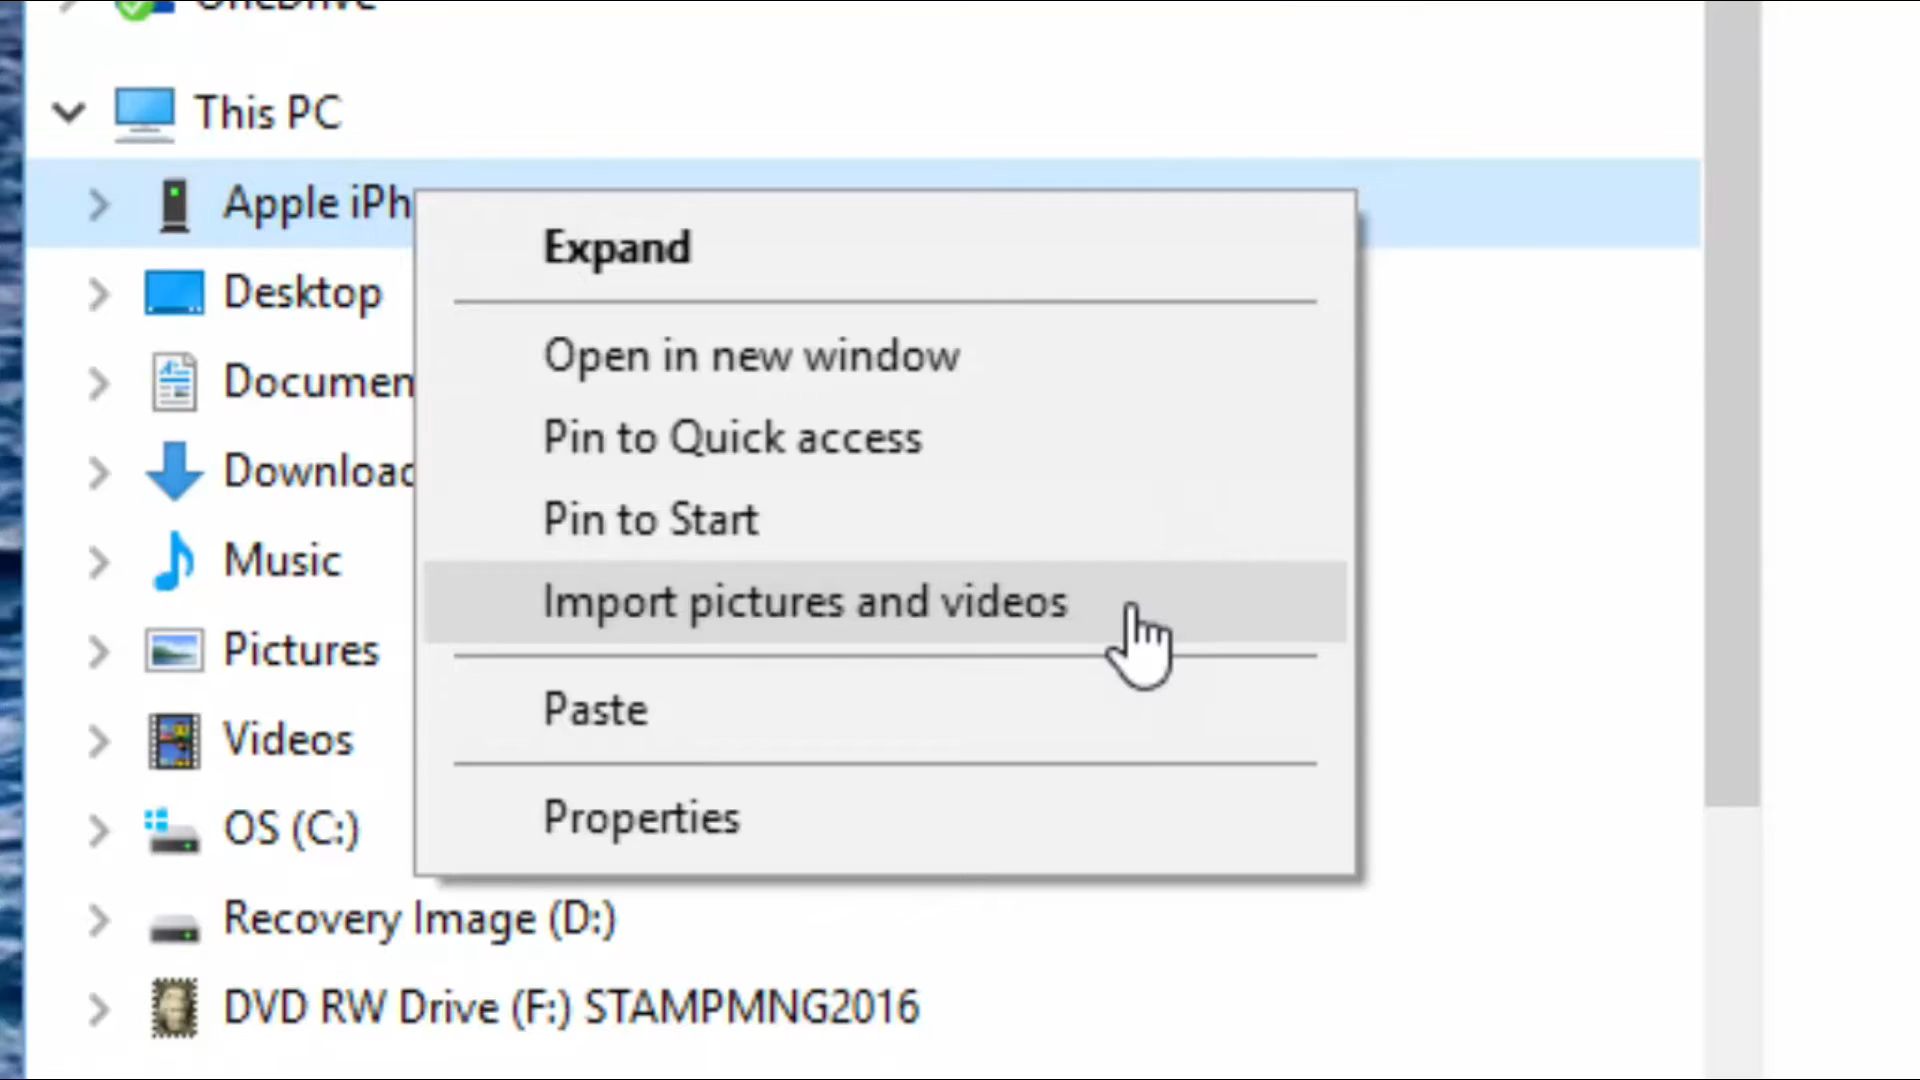 OneDrive
This PC
Apple iPh
Expand
Desktop
Open in new window
Documen
Pin to Quick access
Download
Pin to Start
Music
Import pictures and videos
Pictures
Paste
Videos
Properties
OS (C:)
Recovery Image (D:)
DVD RW Drive (F:) STAMPMNG2016